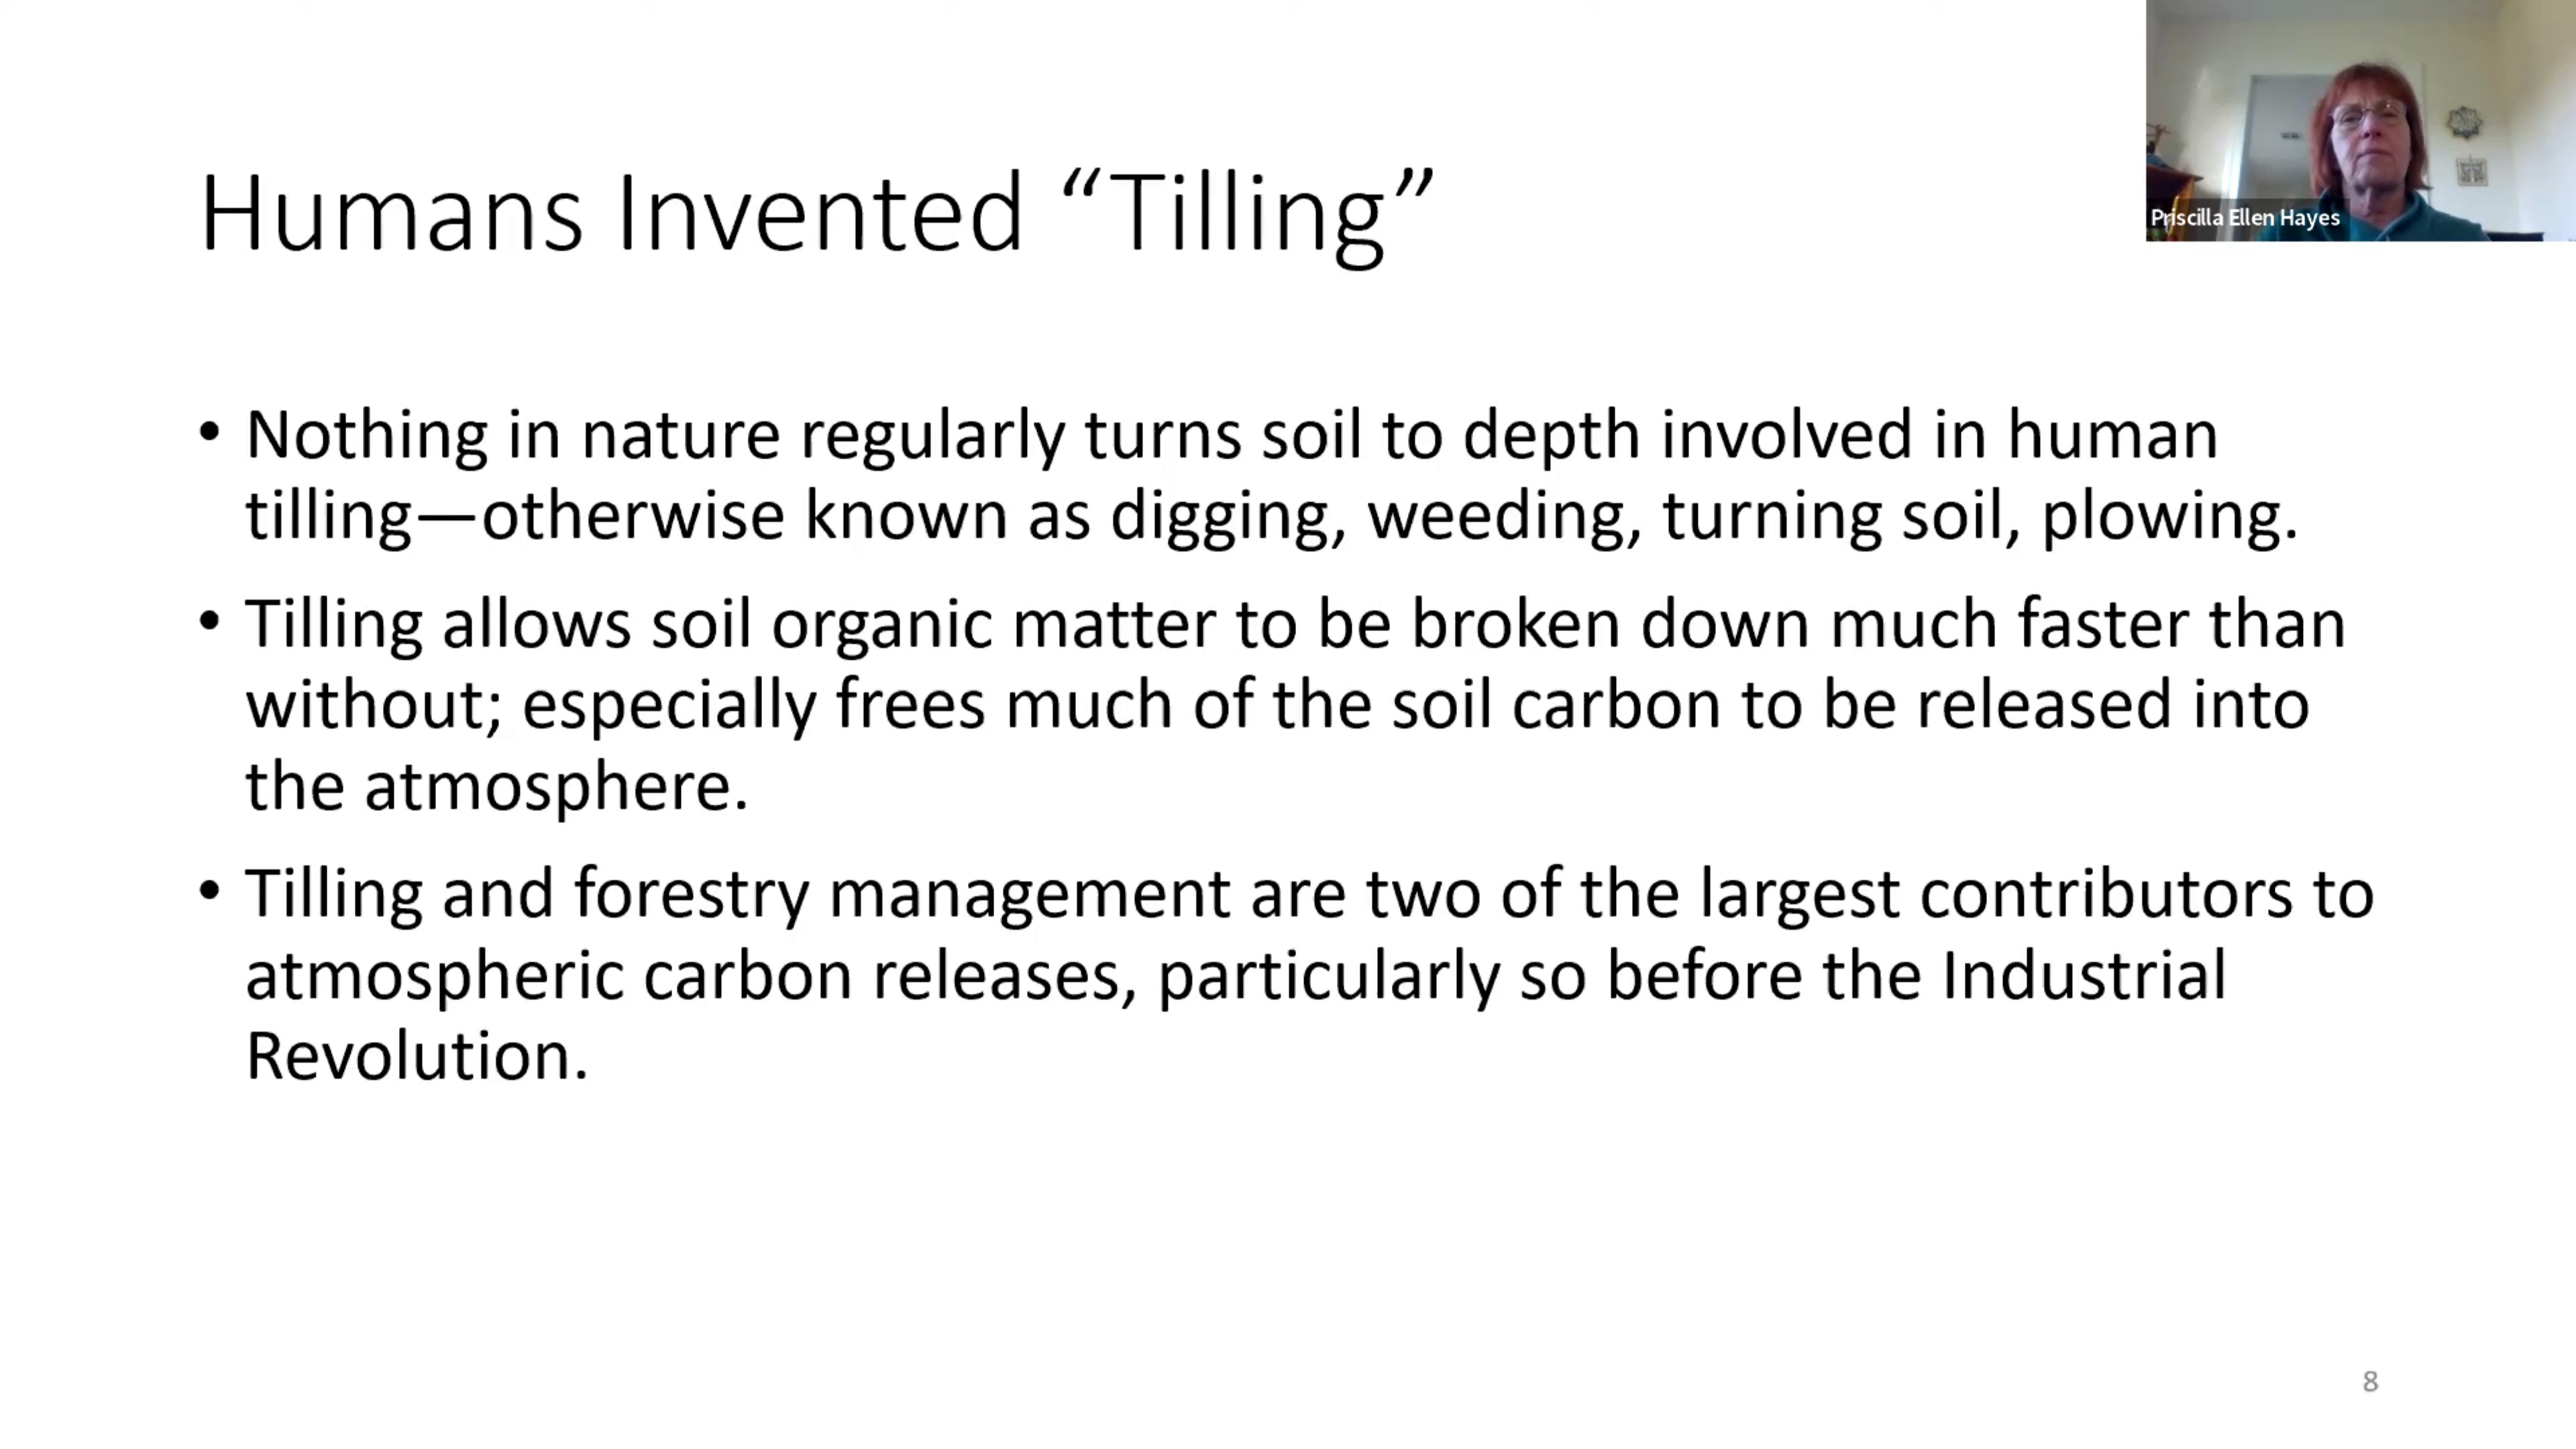 Humans Invented “Tilling”
Priscilla Ellen Hayes
• Nothing in nature regularly turns soil to depth involved in human
tilling—otherwise known as digging, weeding, turning soil, plowing.
• Tilling allows soil organic matter to be broken down much faster than
without; especially frees much of the soil carbon to be released into
the atmosphere.
• Tilling and forestry management are two of the largest contributors to
atmospheric carbon releases, particularly so before the Industrial
Revolution.
8